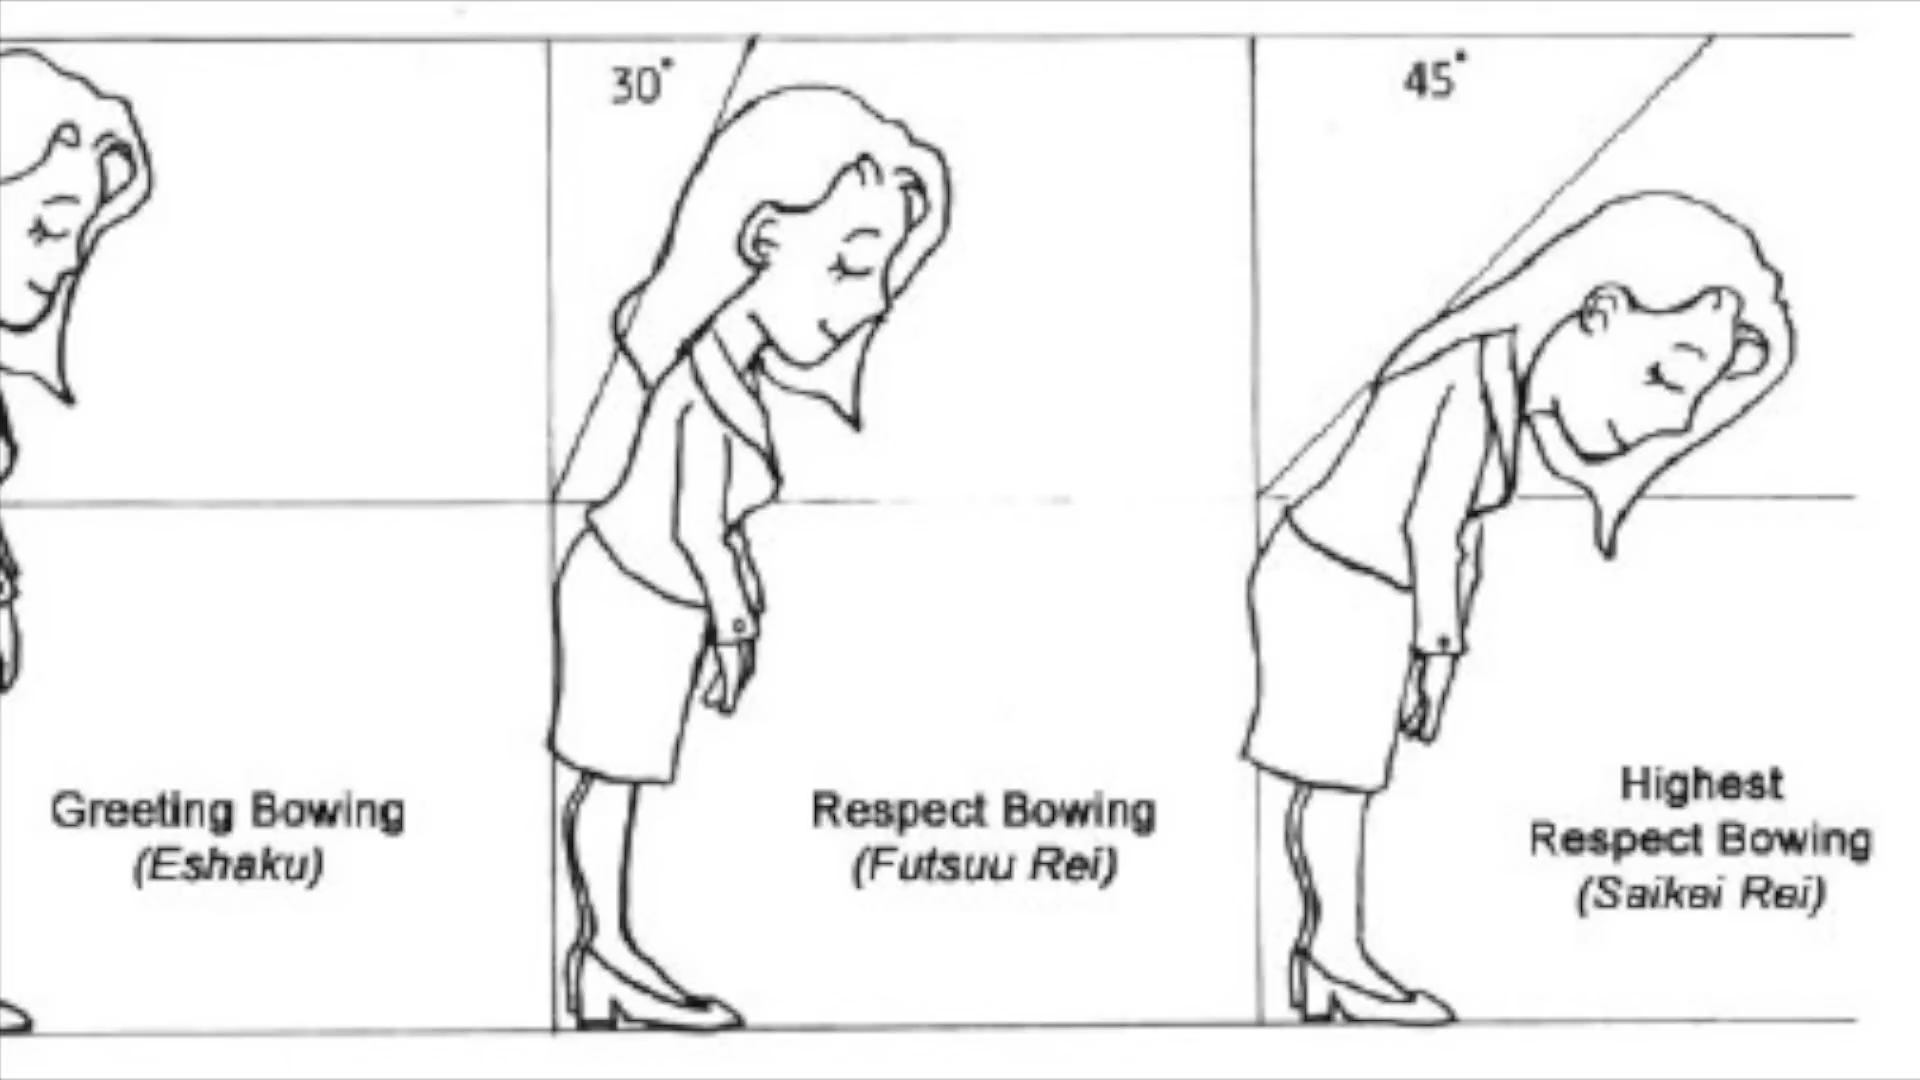 30°
45°
Greeting Bowing
(Eshaku)
Respect Bowing
(Futsuu Rei)
Highest
Respect Bowing
(Saikei Rei)